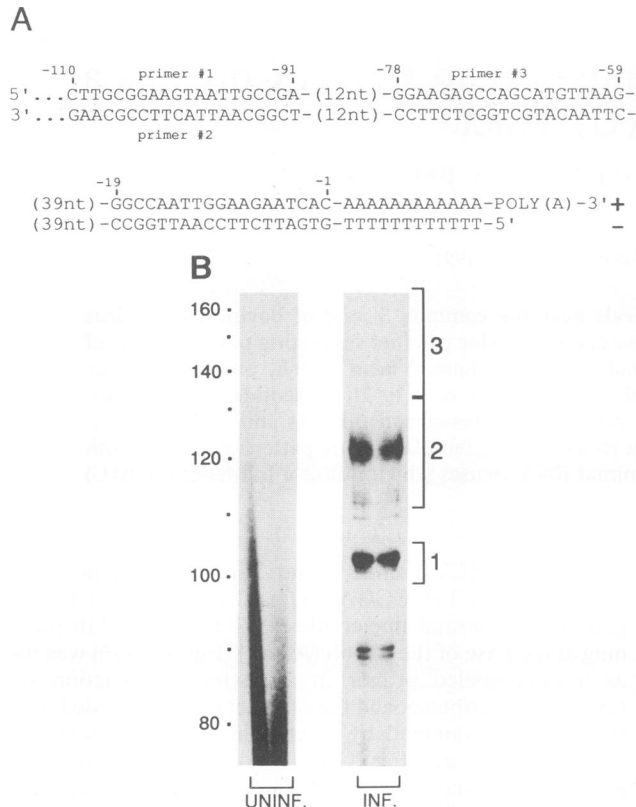 A
-110 primer #1 -91 -78 primer #3 -59
5'...CTTGCGGAAGTAATTGCCGA-(12nt)-GGAAGAGCCAGCATGTTAAG-
3'...GAACGCCTTCATTAACGGCT-(12nt)-CCTTCTCGGTCGTACAATTC-
primer #2
-19 -1
(39nt)-GGCCAATTGGAAGAATCAC-AAAAAAAAAAAA-POLY(A)-3' +
(39nt)-CCGGTTAACCTTCTTAGTG-TTTTTTTTTTTT-5' -
B
160
140
120
100
80
3
2
1
UNINF. INF.